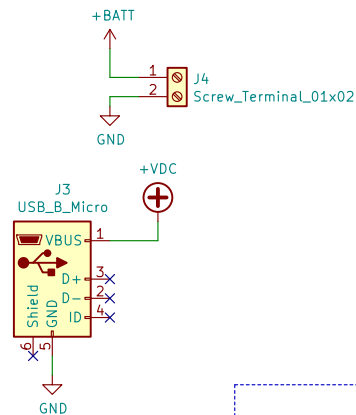 +BATT
1
J4
2
Screw_Terminal_01x02
GND
+VDC
J3
USB_B_Micro
VBUS 1
D+ 3
D- 2
ID 4
Shield
GND
6
5
GND